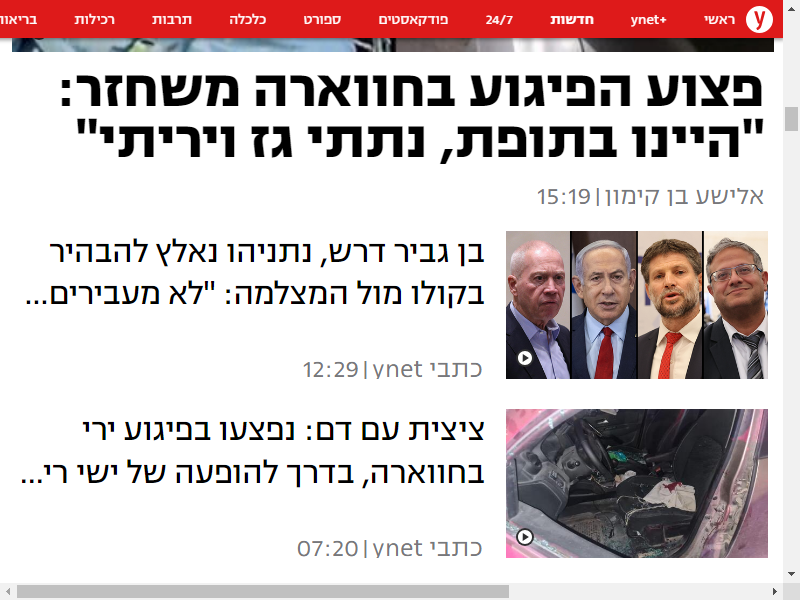 ראשי
ynet+
חדשות
24/7
פודקאסטים
ספורט
כלכלה
תרבות
רכילות
בריאות
פצוע הפיגוע בחווארה משחזר:
"היינו בתופת, נתתי גז ויריתי"
אלישע בן קימון|15:19
בן גביר דרש, נתניהו נאלץ להבהיר
בקולו מול המצלמה: "לא מעבירים...
כתבי ynet|12:29
ציצית עם דם: נפצעו בפיגוע ירי
בחווארה, בדרך להופעה של ישי רי...
כתבי ynet|07:20